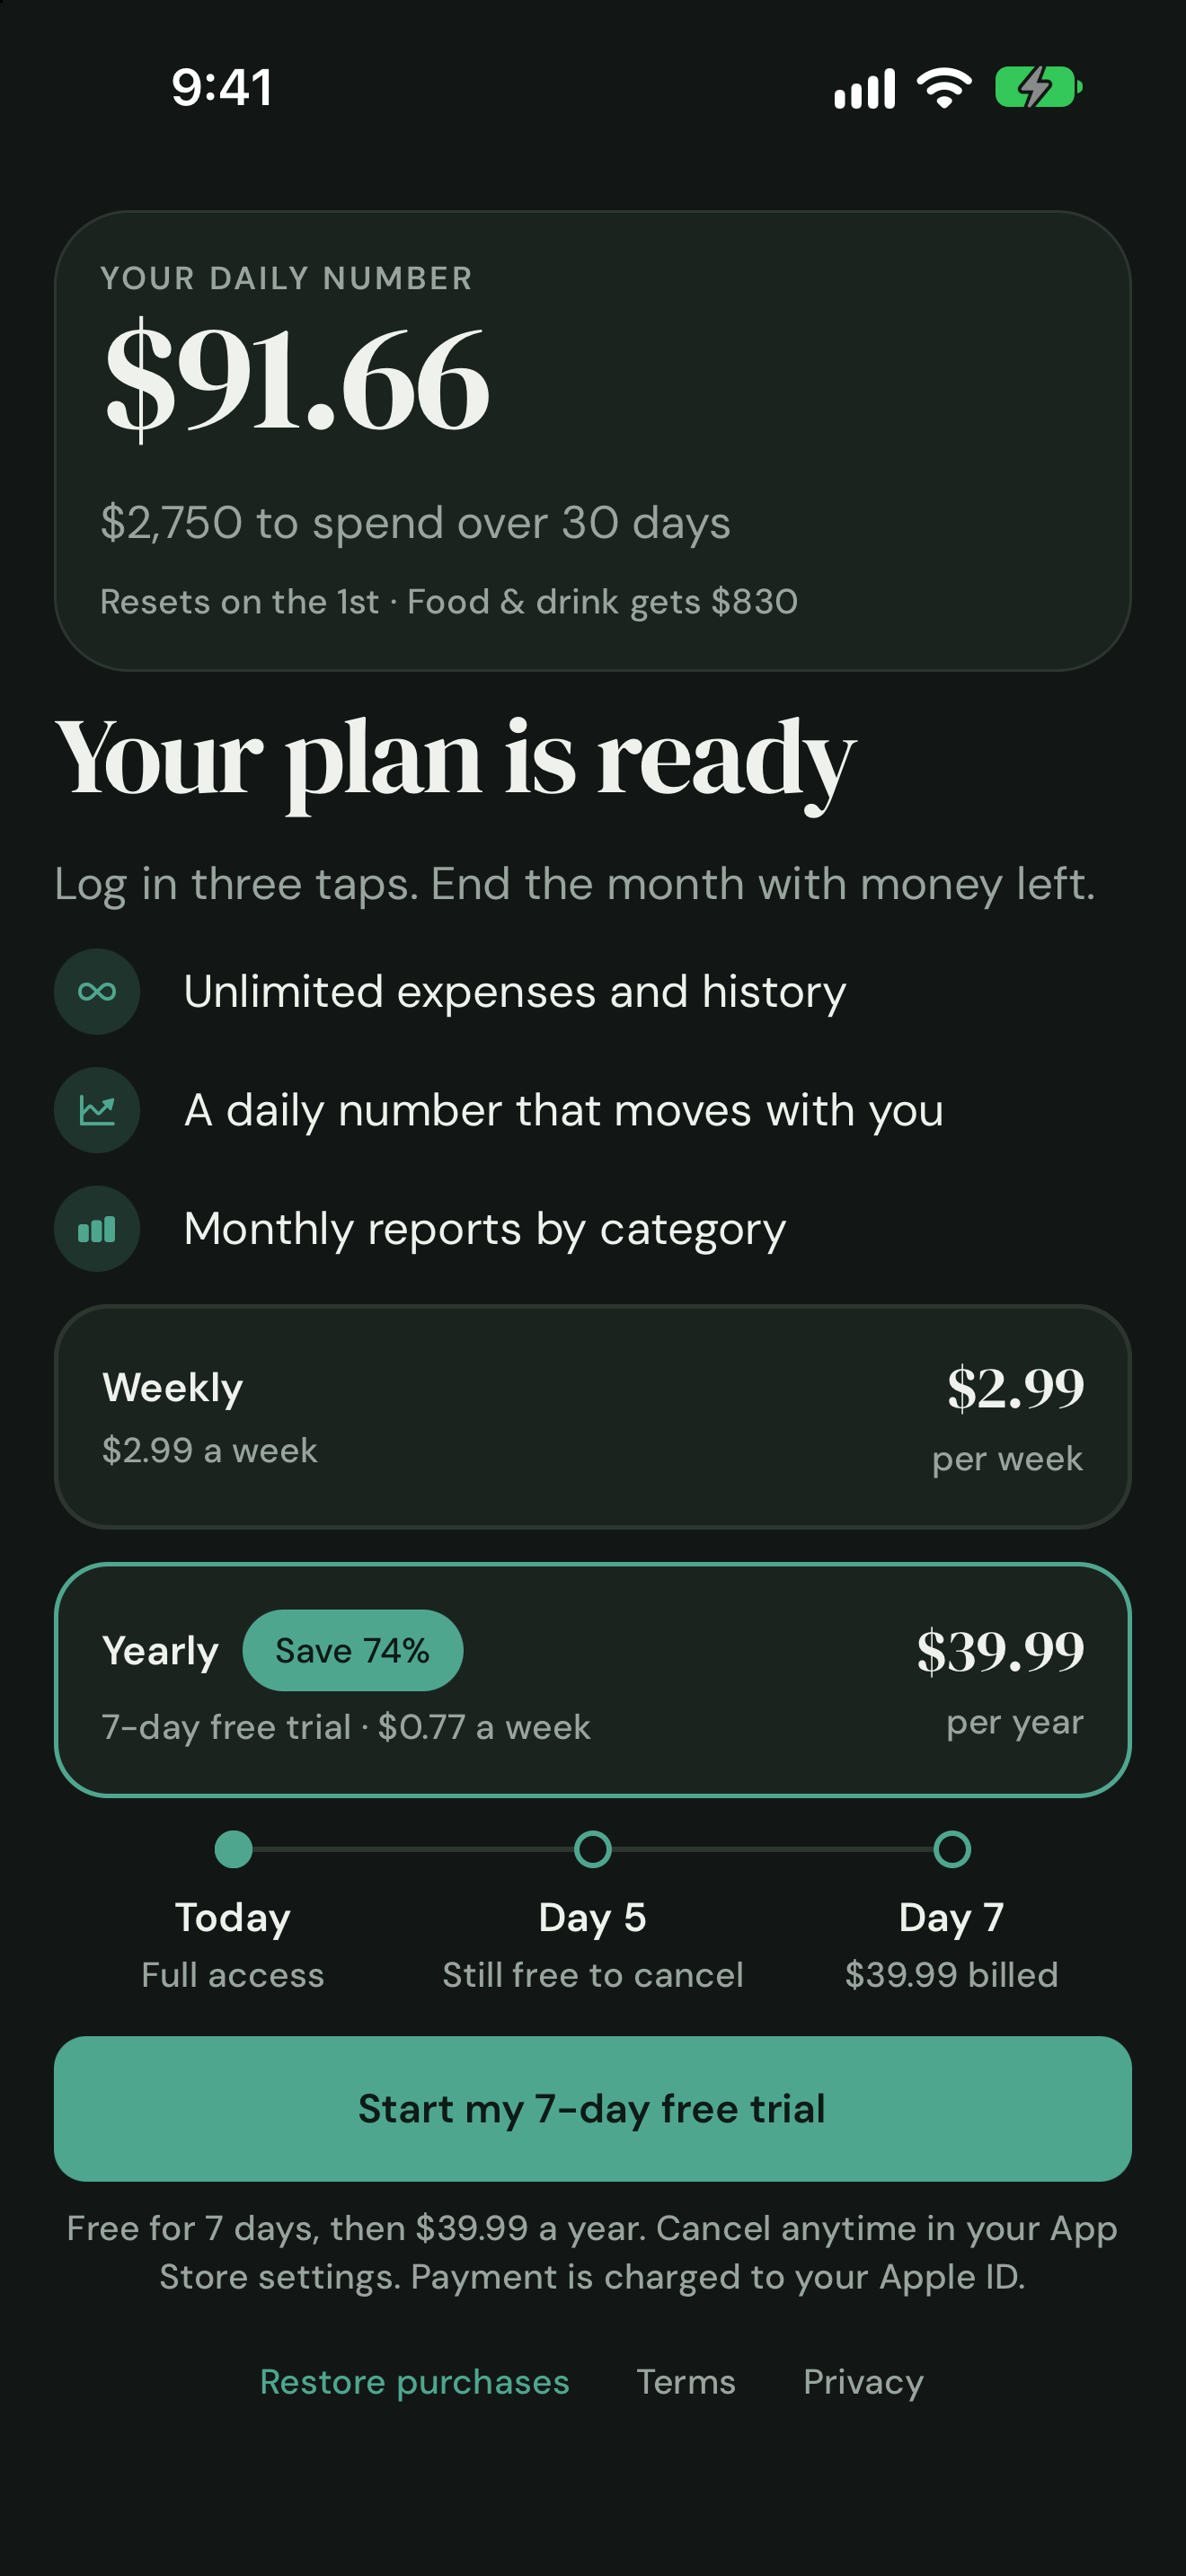 9:41
YOUR DAILY NUMBER
$91.66
$2,750 to spend over 30 days
Resets on the 1st · Food & drink gets $830
Your plan is ready
Log in three taps. End the month with money left.
Unlimited expenses and history
A daily number that moves with you
Monthly reports by category
Weekly
$2.99 a week
$2.99
per week
Yearly
Save 74%
7-day free trial · $0.77 a week
$39.99
per year
Today
Full access
Day 5
Still free to cancel
Day 7
$39.99 billed
Start my 7-day free trial
Free for 7 days, then $39.99 a year. Cancel anytime in your App
Store settings. Payment is charged to your Apple ID.
Restore purchases
Terms
Privacy